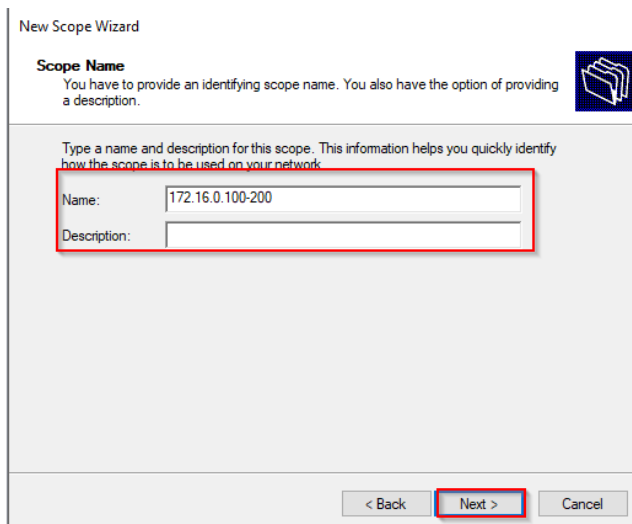 New Scope Wizard
Scope Name
You have to provide an identifying scope name. You also have the option of providing
a description.
Type a name and description for this scope. This information helps you quickly identify
how the scope is to be used on your network
Name:
172.16.0.100-200
Description:
< Back
Next >
Cancel